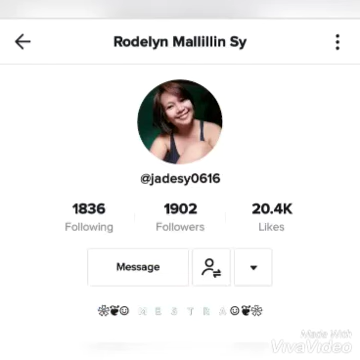 Rodelyn Mallillin Sy
@jadesy0616
1836 1902 20.4K
Following Followers Likes
Message
M E S T R A
Made With
VivaVideo